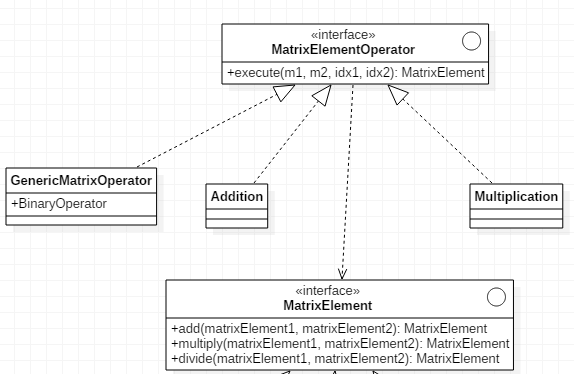 «interface»
MatrixElementOperator
+execute(m1, m2, idx1, idx2): MatrixElement
GenericMatrixOperator
+BinaryOperator
Addition
Multiplication
«interface»
MatrixElement
+add(matrixElement1, matrixElement2): MatrixElement
+multiply(matrixElement1, matrixElement2): MatrixElement
+divide(matrixElement1, matrixElement2): MatrixElement